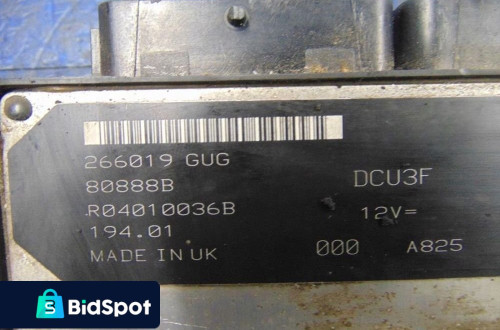 266019 GUG
80888B
DCU3F
R04010036B
12V=
194.01
MADE IN UK
000
A825
BidSpot